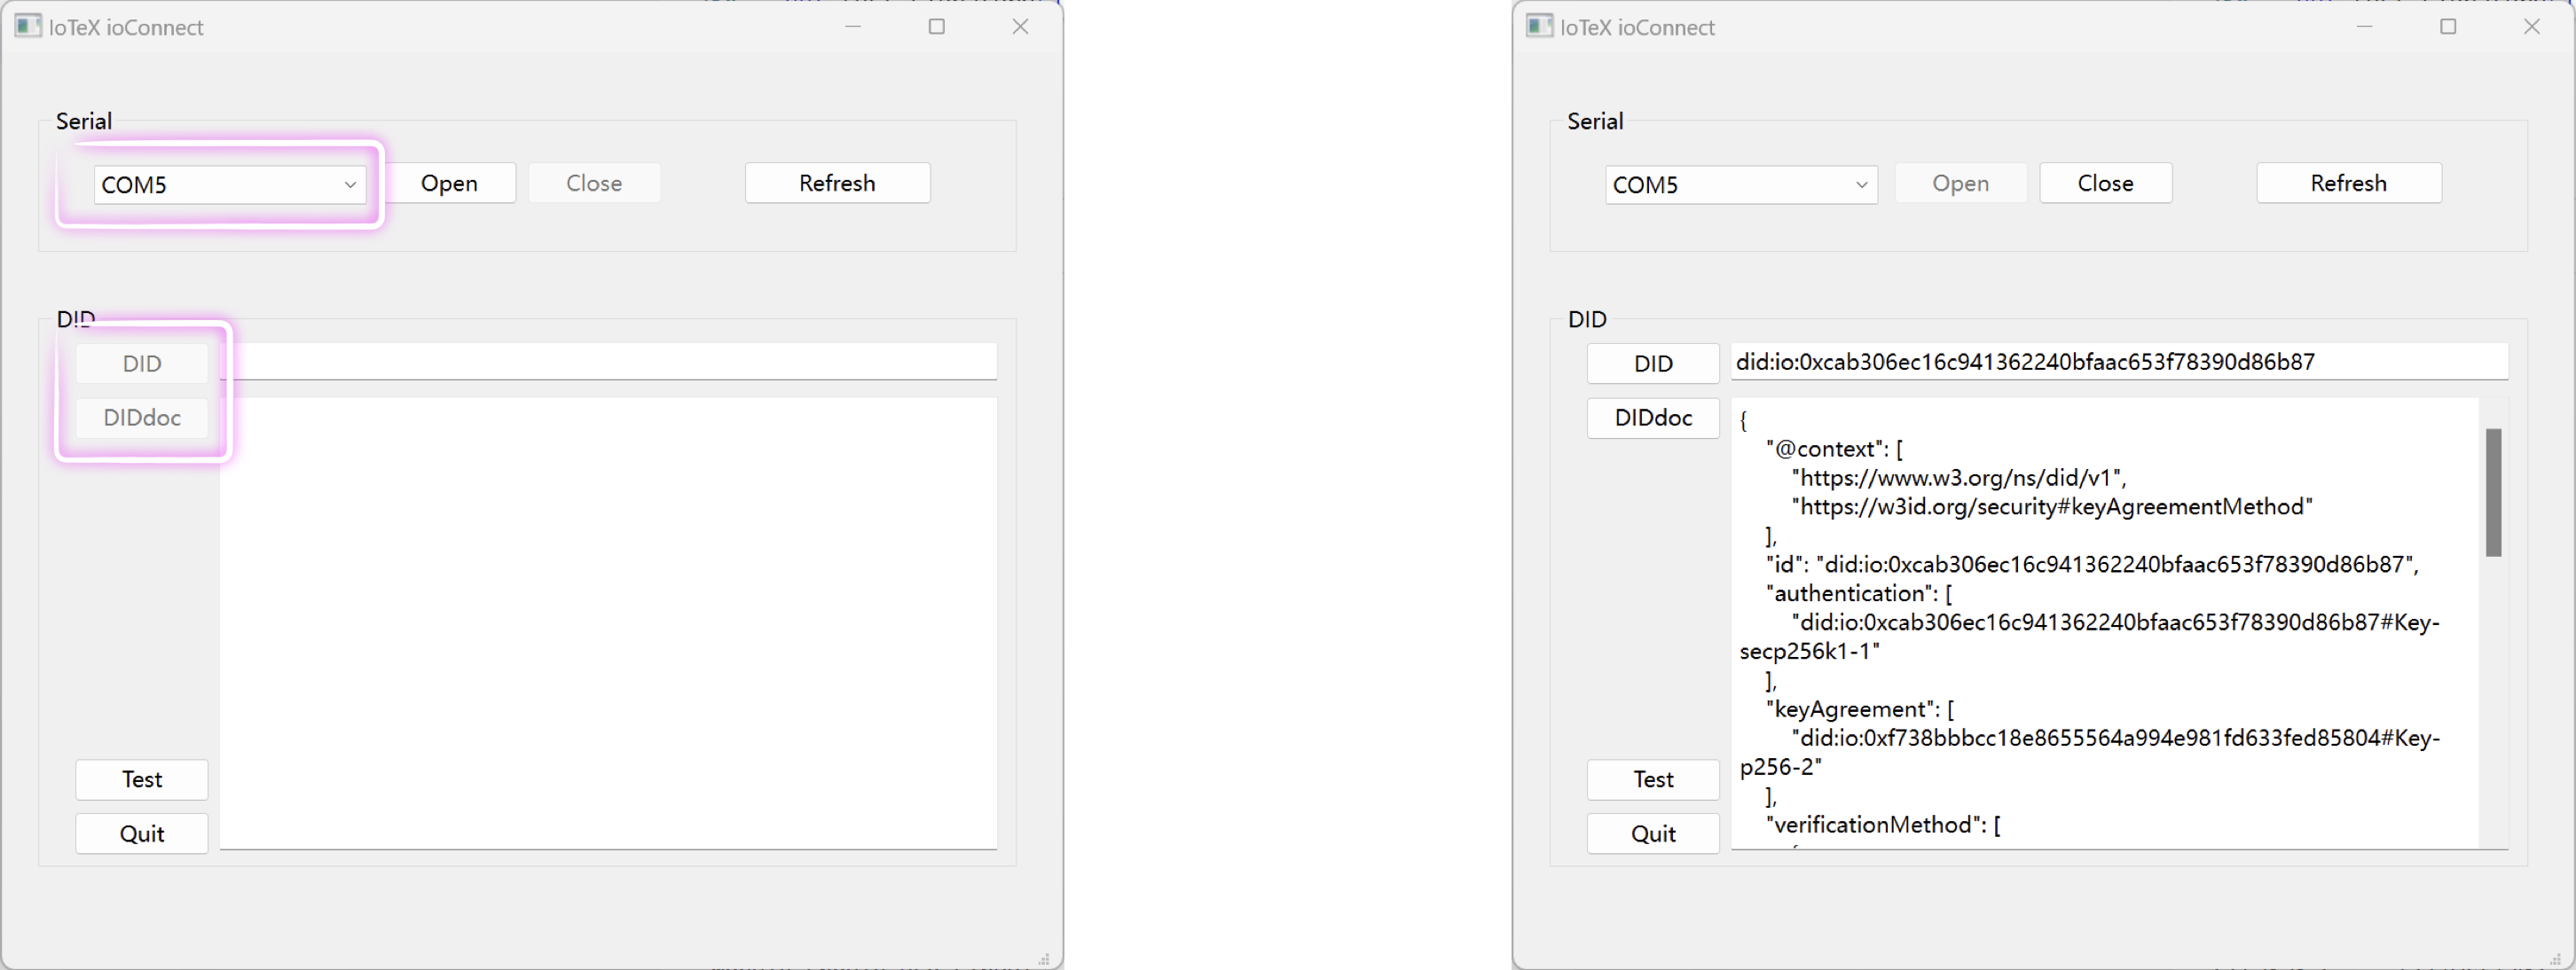 IoTeX ioConnect
Serial
COM5
Open
Close
Refresh
DID
DID
DIDdoc
Test
Quit
IoTeX ioConnect
Serial
COM5
Open
Close
Refresh
DID
DID
did:io:0xcab306ec16c941362240bfaac653f78390d86b87
DIDdoc
{
"@context": [
"https://www.w3.org/ns/did/v1",
"https://w3id.org/security#keyAgreementMethod"
],
"id": "did:io:0xcab306ec16c941362240bfaac653f78390d86b87",
"authentication": [
"did:io:0xcab306ec16c941362240bfaac653f78390d86b87#Key-
secp256k1-1"
],
"keyAgreement": [
"did:io:0xf738bbbcc18e8655564a994e981fd633fed85804#Key-
p256-2"
],
"verificationMethod": [
Test
Quit